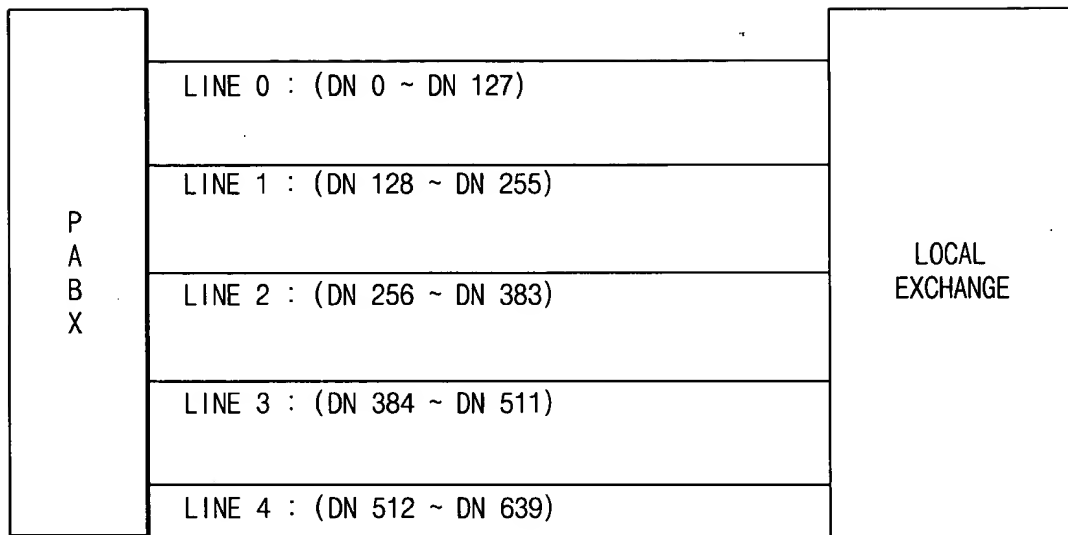 PABX
LINE 0 : (DN 0 ~ DN 127)
LINE 1 : (DN 128 ~ DN 255)
LINE 2 : (DN 256 ~ DN 383)
LINE 3 : (DN 384 ~ DN 511)
LINE 4 : (DN 512 ~ DN 639)
LOCAL
EXCHANGE